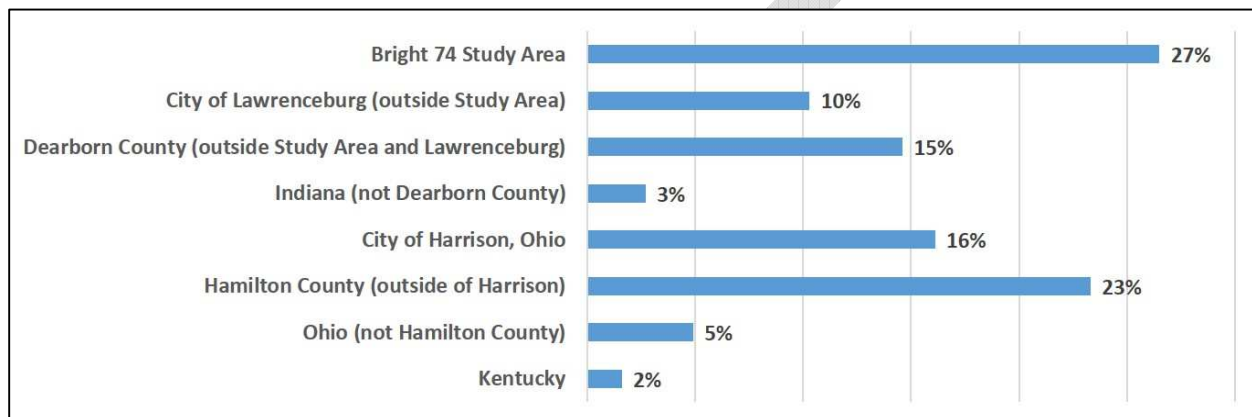 Bright 74 Study Area 27%
City of Lawrenceburg (outside Study Area) 10%
Dearborn County (outside Study Area and Lawrenceburg) 15%
Indiana (not Dearborn County) 3%
City of Harrison, Ohio 16%
Hamilton County (outside of Harrison) 23%
Ohio (not Hamilton County) 5%
Kentucky 2%